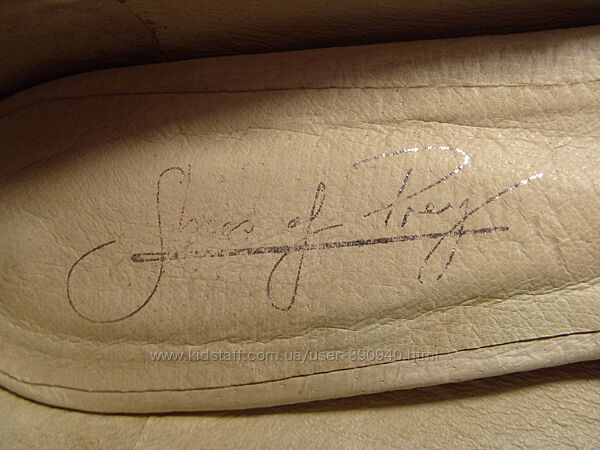 Shoes of Prey
www.kidstaff.com.ua/user-890940.html